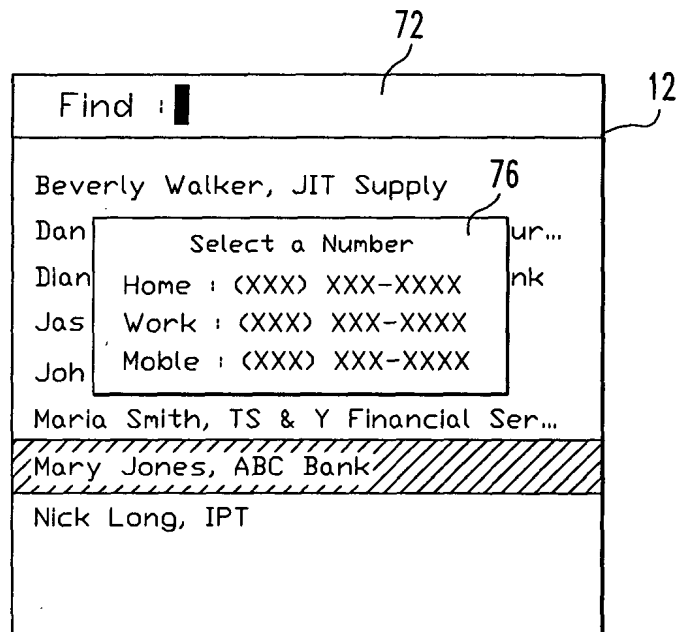 72
Find :
12
Beverly Walker, JIT Supply
76
Dan ur...
Select a Number
Dian nk
Home : (XXX) XXX-XXXX
Jas
Work : (XXX) XXX-XXXX
Joh
Moble : (XXX) XXX-XXXX
Maria Smith, TS & Y Financial Ser...
Mary Jones, ABC Bank
Nick Long, IPT